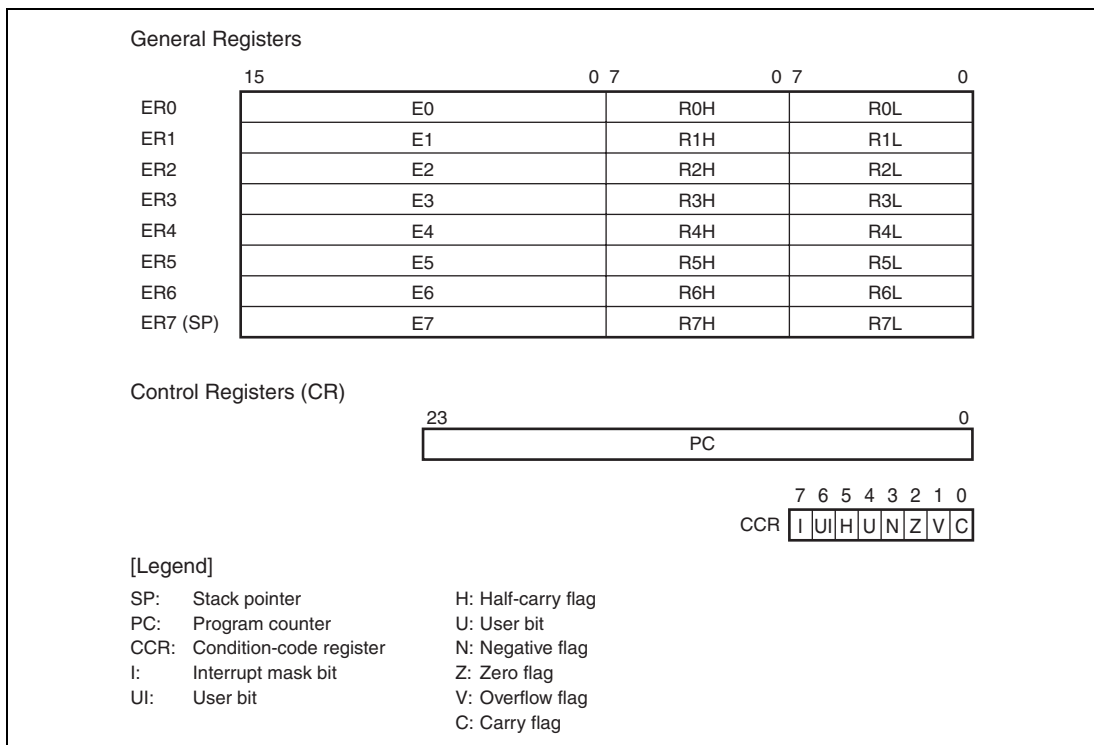 General Registers
15 0 7 0 7 0
ER0 E0 R0H R0L
ER1 E1 R1H R1L
ER2 E2 R2H R2L
ER3 E3 R3H R3L
ER4 E4 R4H R4L
ER5 E5 R5H R5L
ER6 E6 R6H R6L
ER7 (SP) E7 R7H R7L
Control Registers (CR)
23 0
PC
7 6 5 4 3 2 1 0
CCR I UI H U N Z V C
[Legend]
SP: Stack pointer H: Half-carry flag
PC: Program counter U: User bit
CCR: Condition-code register N: Negative flag
I: Interrupt mask bit Z: Zero flag
UI: User bit V: Overflow flag
C: Carry flag